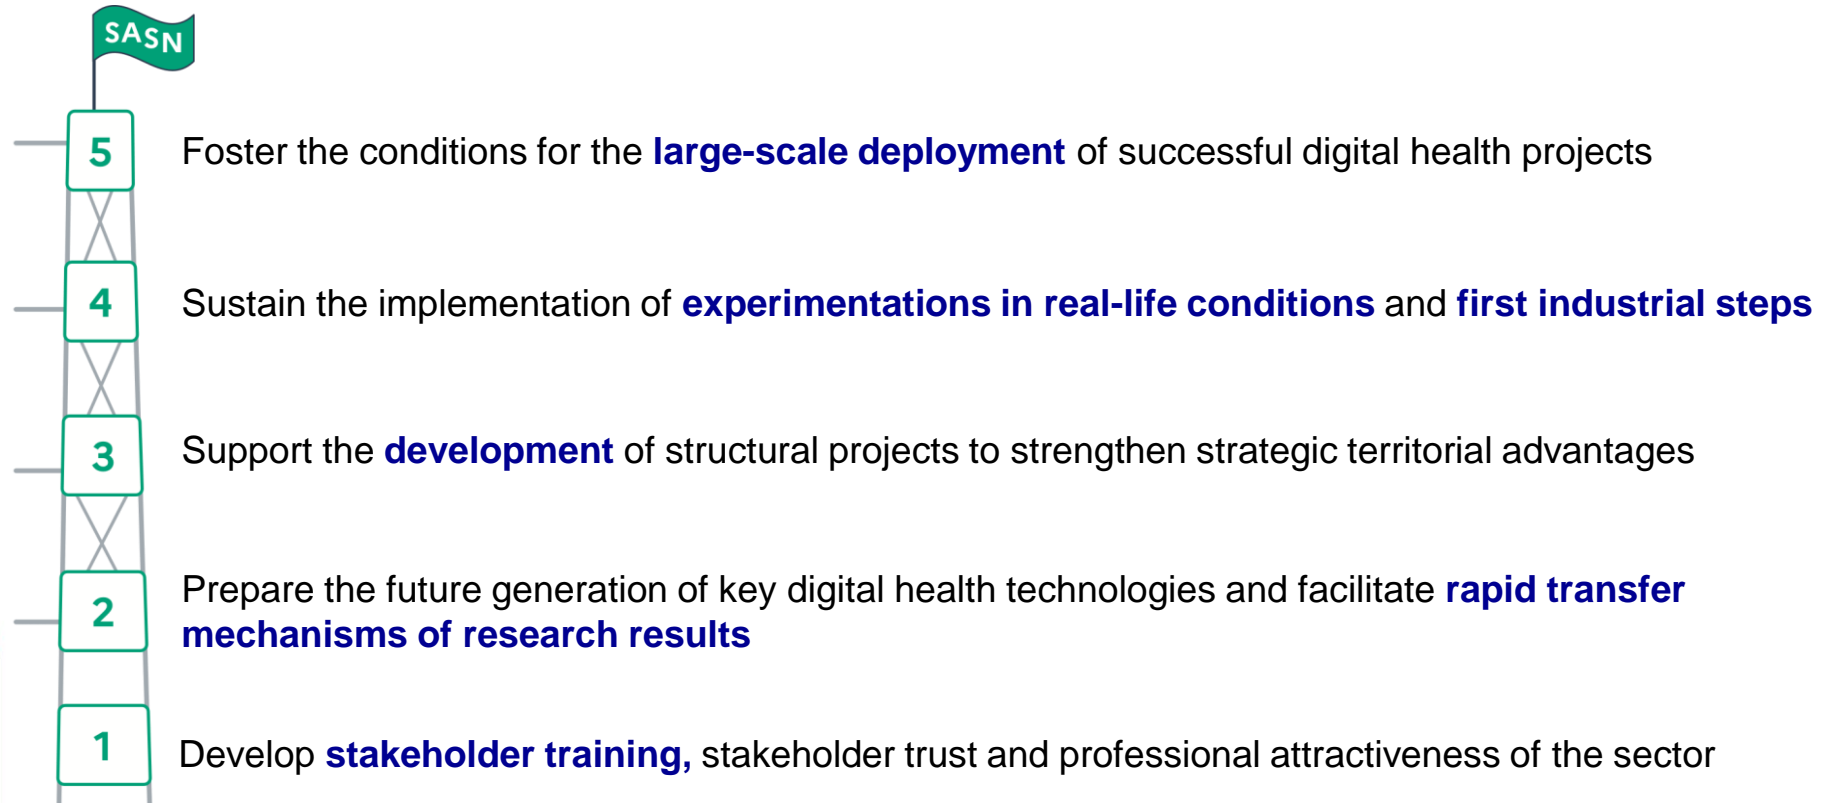 SASN
5
Foster the conditions for the large-scale deployment of successful digital health projects
4
Sustain the implementation of experimentations in real-life conditions and first industrial steps
3
Support the development of structural projects to strengthen strategic territorial advantages
2
Prepare the future generation of key digital health technologies and facilitate rapid transfer
mechanisms of research results
1
Develop stakeholder training, stakeholder trust and professional attractiveness of the sector